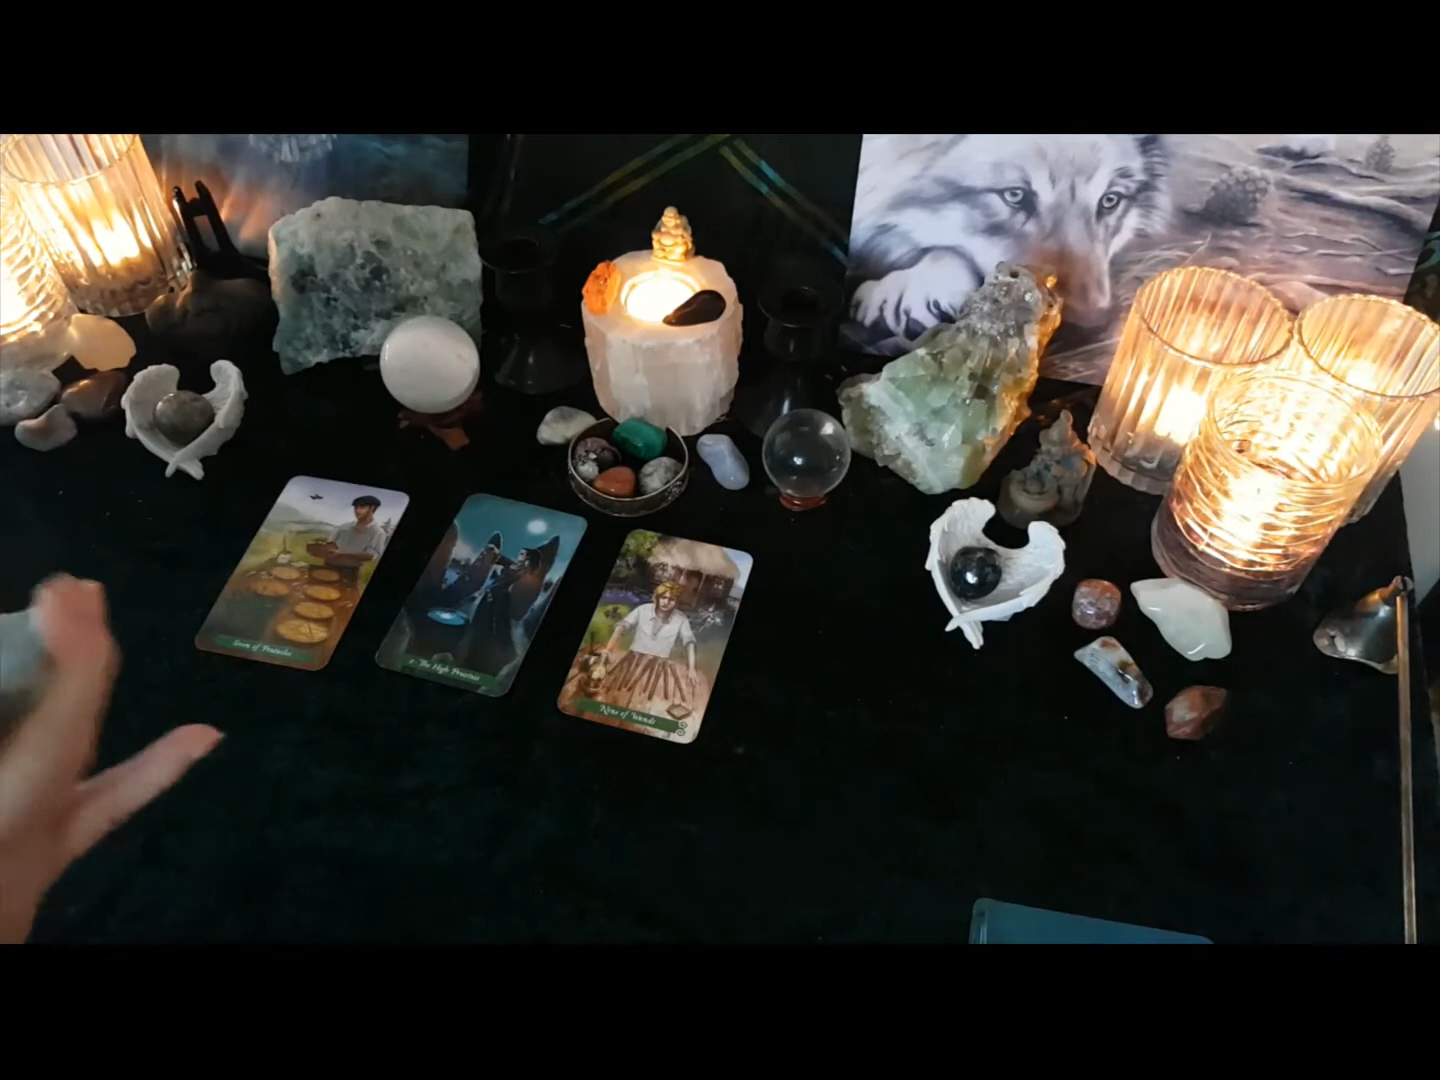 Seven of Pentacles
2. The High Priestess
Nine of Wands